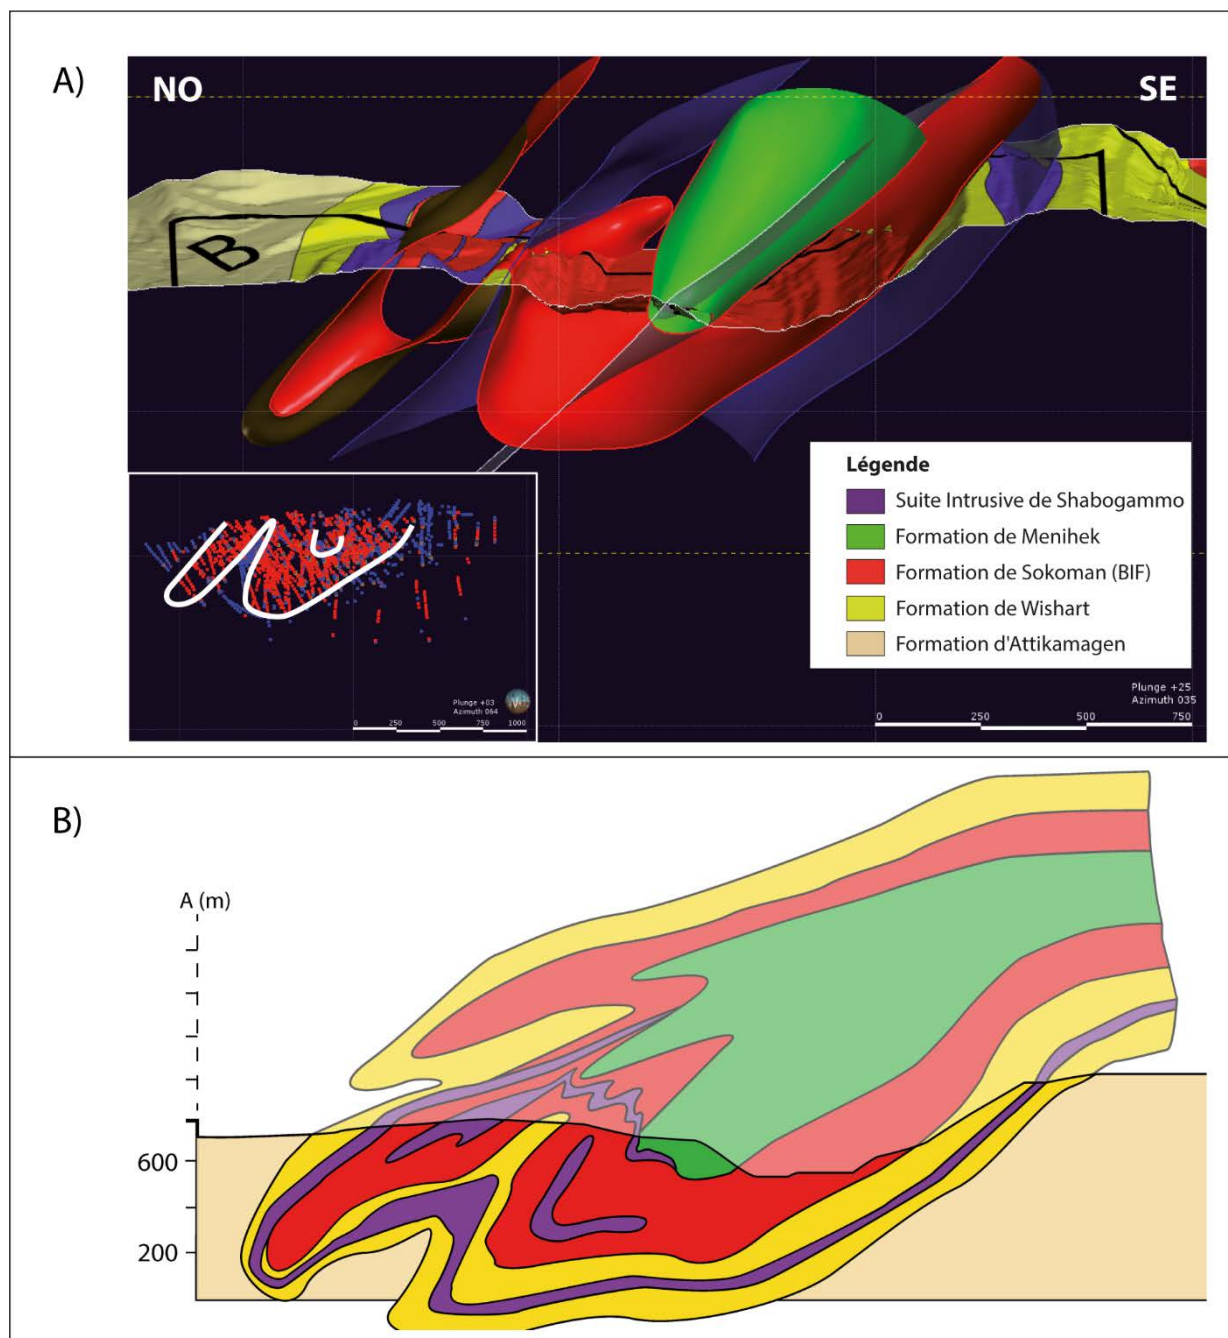 A)
NO
SE
B
Légende
Suite Intrusive de Shabogammo
Formation de Menihek
Formation de Sokoman (BIF)
Formation de Wishart
Formation d'Attikamagen
Plunge +25
Azimuth 035
0 250 500 750
Plunge +03
Azimuth 064
0 250 500 750 1000
B)
A (m)
600
200